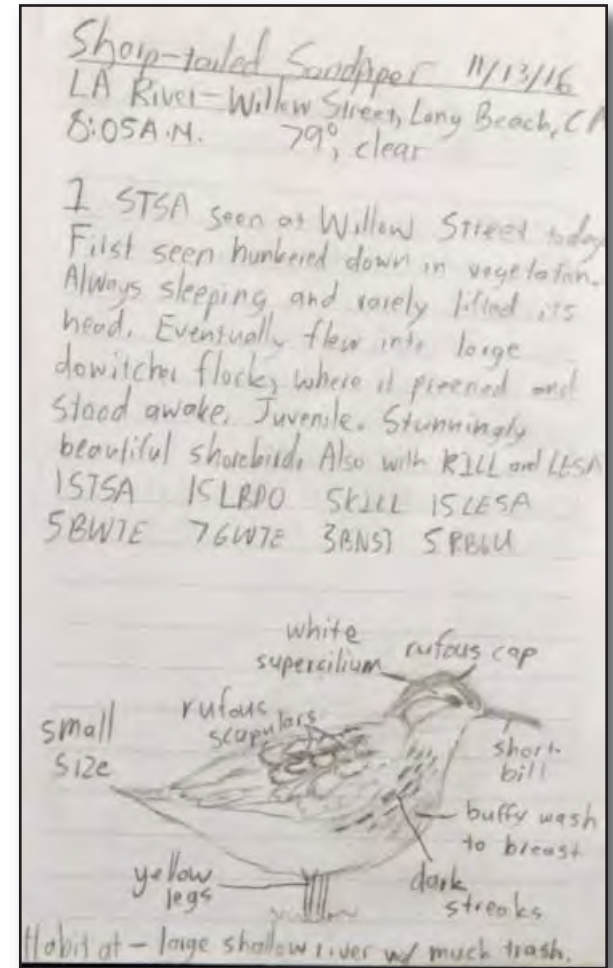 Sharp-tailed Sandpiper 11/13/16
LA River-Willow Street, Long Beach, CA
8:05A.M. 79°, clear
1 STSA seen at Willow Street today.
First seen hunkered down in vegetaton.
Always sleeping and rarely lifted its
head. Eventually flew into large
dowitcher flock, where it preened and
stood awake. Juvenile. Stunningly
beautiful shorebird. Also with KILL and LESA
1STSA 15LBDO 5KILL 15LESA
5BWTE 7GWTE 3BNST 5RBGU
white supercilium
rufous cap
rufous scapulars
small size
short bill
buffy wash to breast
yellow legs
dark streaks
Habitat - large shallow river w/ much trash.